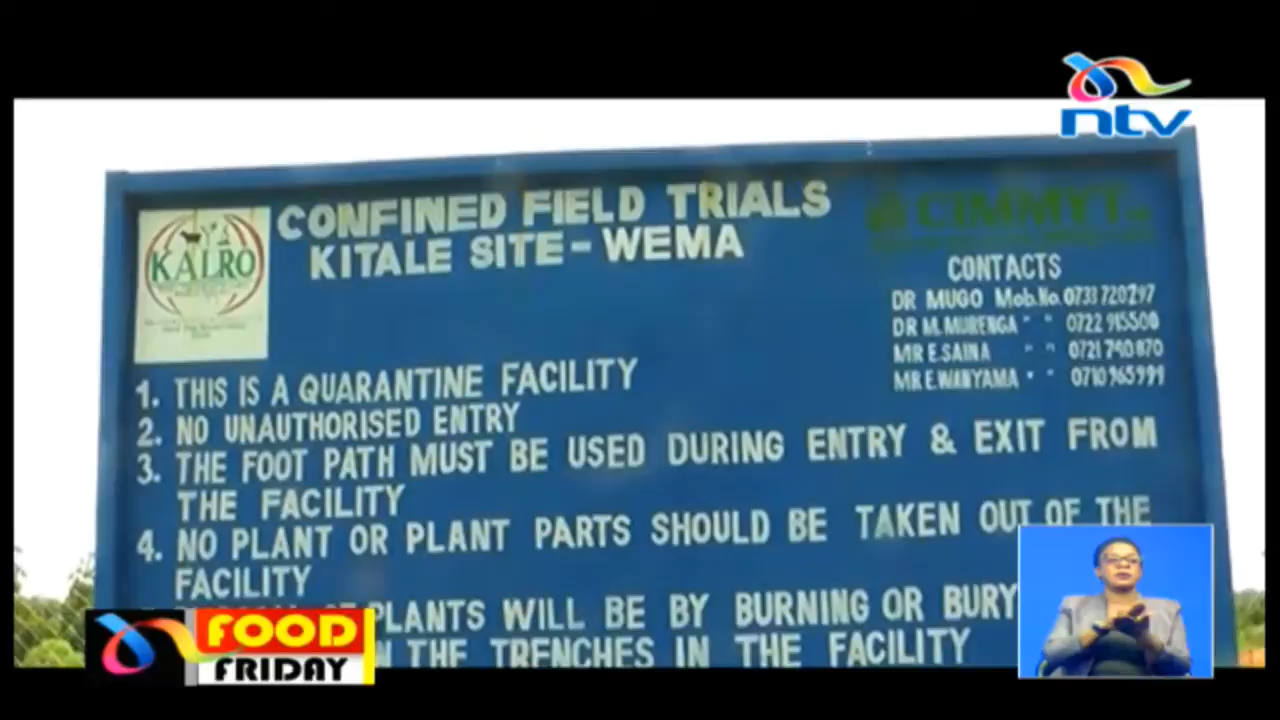 ntv
CONFINED FIELD TRIALS
KITALE SITE - WEMA
KALRO
CIMMYT
CONTACTS
DR MUGO Mob. No. 0733 720297
DR M. MURENGA " " 0722 915500
MR E. SAINA " " 0721 740870
MR E. WANYAMA " " 0710 965991
1. THIS IS A QUARANTINE FACILITY
2. NO UNAUTHORISED ENTRY
3. THE FOOT PATH MUST BE USED DURING ENTRY & EXIT FROM
THE FACILITY
4. NO PLANT OR PLANT PARTS SHOULD BE TAKEN OUT OF THE
FACILITY
PLANTS WILL BE BY BURNING OR BURY
THE TRENCHES IN THE FACILITY
FOOD
FRIDAY